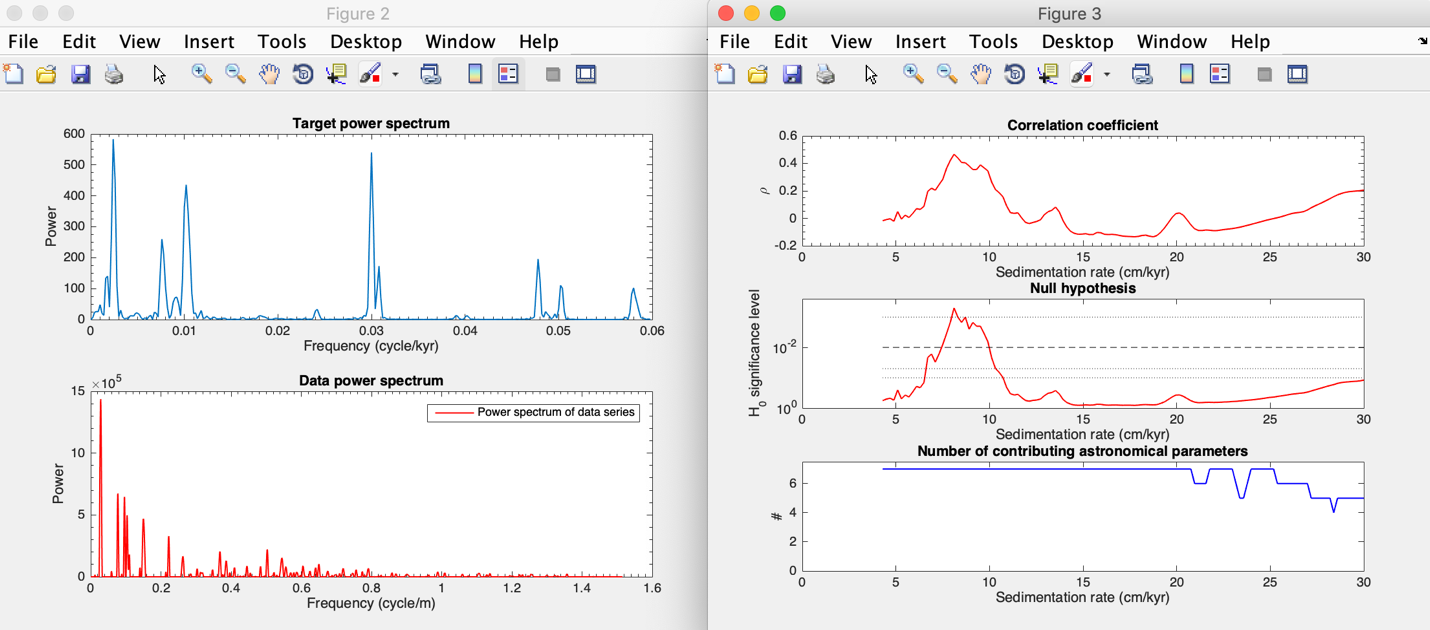 Figure 2
File Edit View Insert Tools Desktop Window Help
Target power spectrum
600
500
400
300
200
100
0
Power
0 0.01 0.02 0.03 0.04 0.05 0.06
Frequency (cycle/kyr)
Data power spectrum
×10⁵
15
10
5
0
Power
Power spectrum of data series
0 0.2 0.4 0.6 0.8 1 1.2 1.4 1.6
Frequency (cycle/m)
Figure 3
File Edit View Insert Tools Desktop Window Help
Correlation coefficient
0.6
0.4
0.2
0
-0.2
ρ
0 5 10 15 20 25 30
Sedimentation rate (cm/kyr)
Null hypothesis
10⁻²
10⁰
H₀ significance level
0 5 10 15 20 25 30
Sedimentation rate (cm/kyr)
Number of contributing astronomical parameters
6
4
2
0
#
0 5 10 15 20 25 30
Sedimentation rate (cm/kyr)